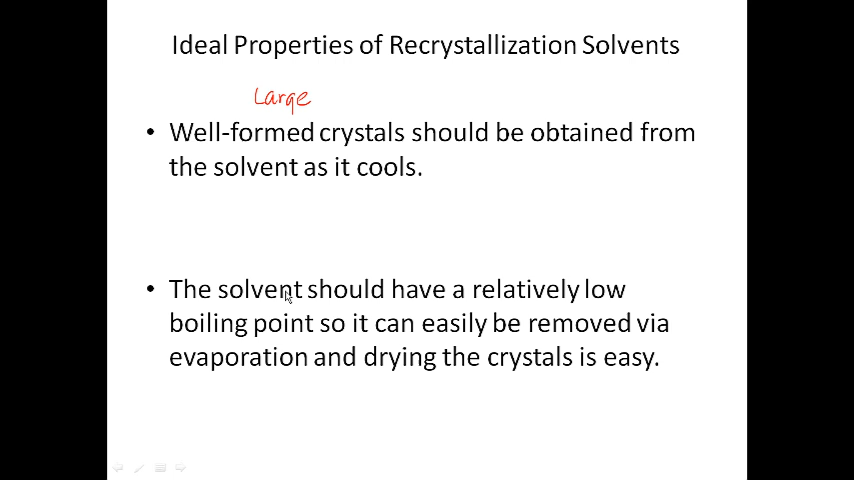 Ideal Properties of Recrystallization Solvents
Large
• Well-formed crystals should be obtained from
the solvent as it cools.
• The solvent should have a relatively low
boiling point so it can easily be removed via
evaporation and drying the crystals is easy.